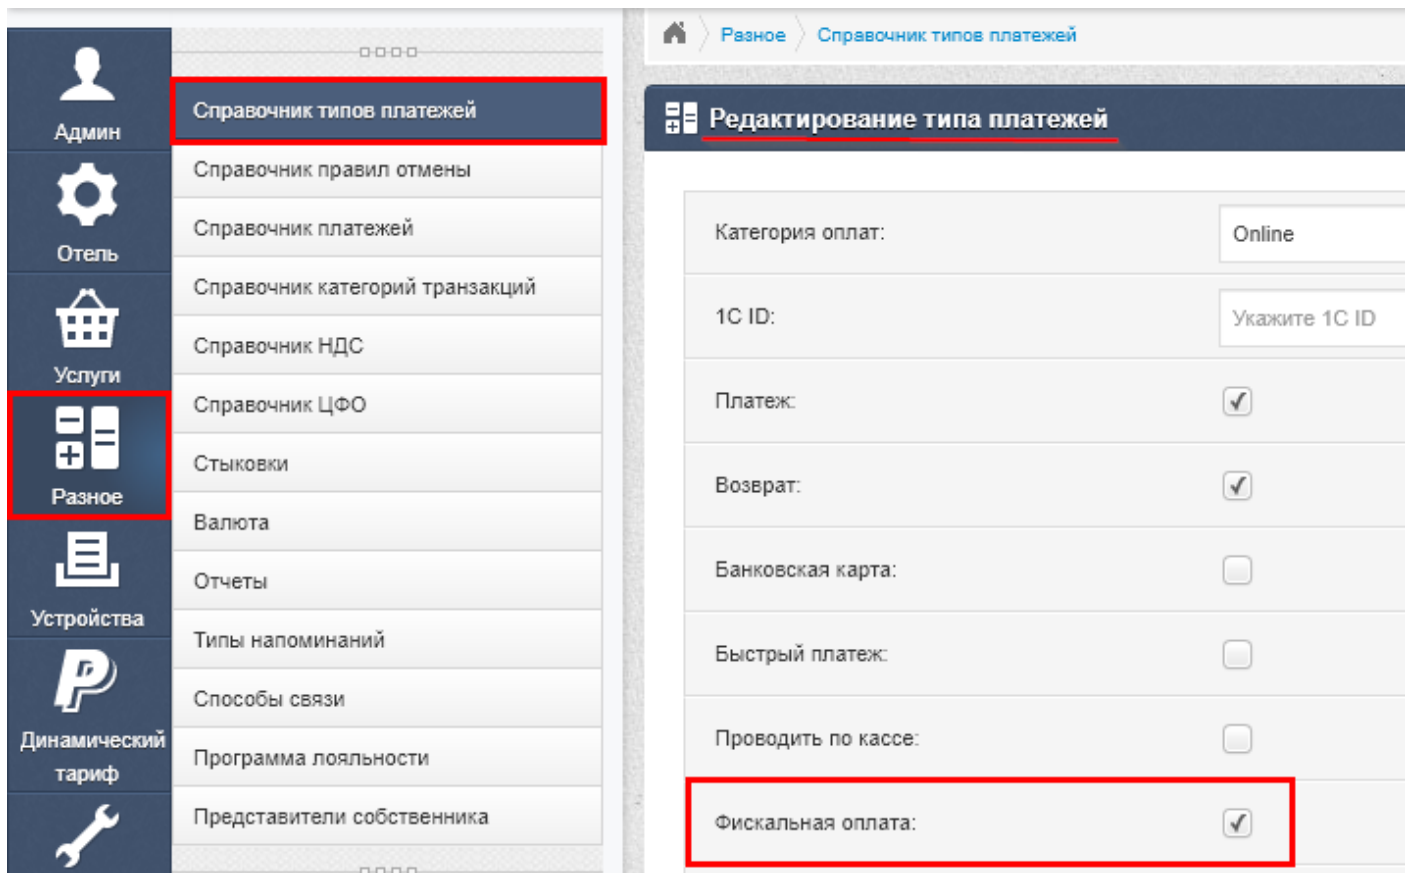 Админ
Отель
Услуги
Разное
Устройства
Динамический
тариф
Справочник типов платежей
Справочник правил отмены
Справочник платежей
Справочник категорий транзакций
Справочник НДС
Справочник ЦФО
Стыковки
Валюта
Отчеты
Типы напоминаний
Способы связи
Программа лояльности
Представители собственника
Разное
Справочник типов платежей
Редактирование типа платежей
Категория оплат:
Online
1C ID:
Укажите 1C ID
Платеж:
Возврат:
Банковская карта:
Быстрый платеж:
Проводить по кассе:
Фискальная оплата: